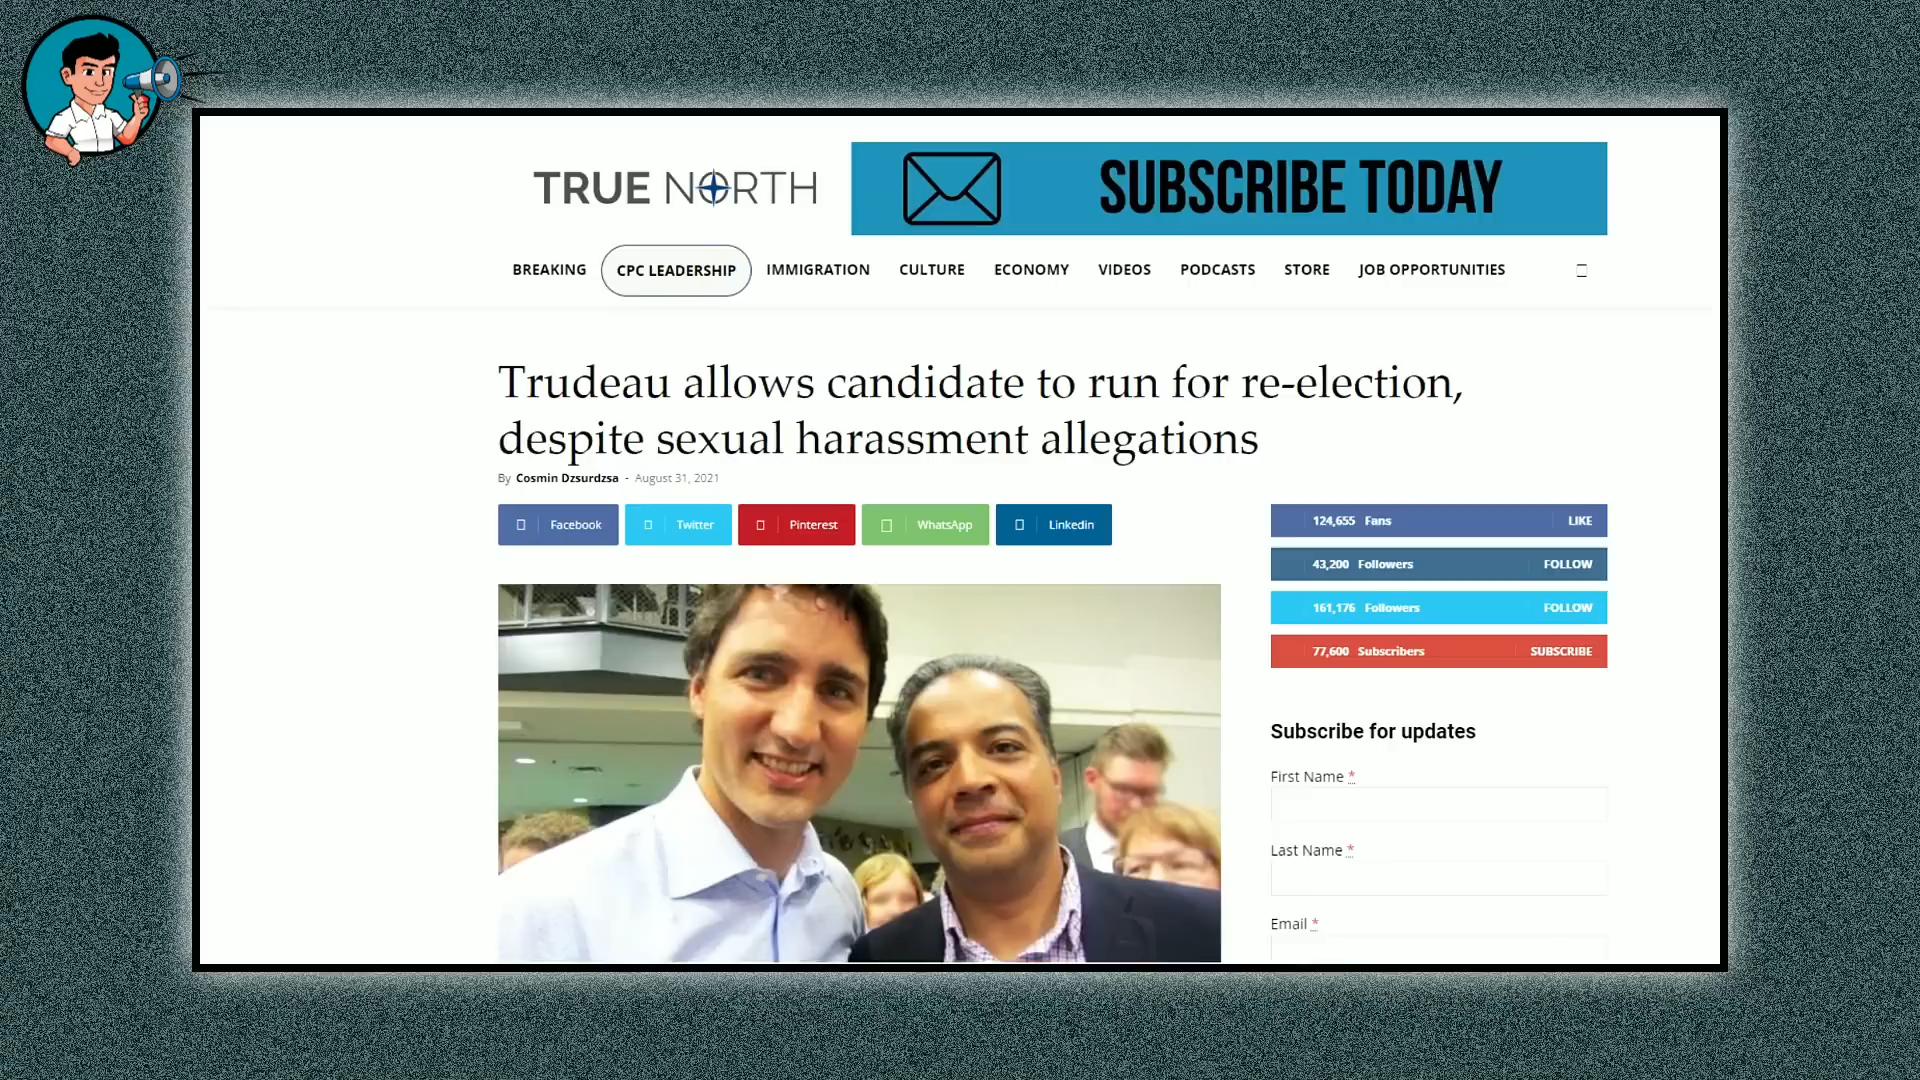 TRUE NORTH
SUBSCRIBE TODAY
BREAKING CPC LEADERSHIP IMMIGRATION CULTURE ECONOMY VIDEOS PODCASTS STORE JOB OPPORTUNITIES
Trudeau allows candidate to run for re-election,
despite sexual harassment allegations
By Cosmin Dzsurdzsa - August 31, 2021
Facebook Twitter Pinterest WhatsApp Linkedin
124,655 Fans LIKE
43,200 Followers FOLLOW
161,176 Followers FOLLOW
77,600 Subscribers SUBSCRIBE
Subscribe for updates
First Name *
Last Name *
Email *